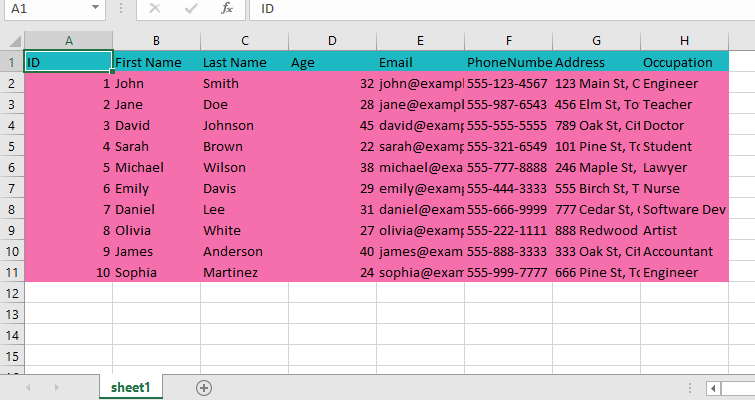 A1 fx ID
A B C D E F G H
1 ID First Name Last Name Age Email PhoneNumbe Address Occupation
2 1 John Smith 32 john@exampl 555-123-4567 123 Main St, C Engineer
3 2 Jane Doe 28 jane@exampl 555-987-6543 456 Elm St, To Teacher
4 3 David Johnson 45 david@examp 555-555-5555 789 Oak St, Cit Doctor
5 4 Sarah Brown 22 sarah@examp 555-321-6549 101 Pine St, To Student
6 5 Michael Wilson 38 michael@exa 555-777-8888 246 Maple St, Lawyer
7 6 Emily Davis 29 emily@exam 555-444-3333 555 Birch St, T Nurse
8 7 Daniel Lee 31 daniel@exam 555-666-9999 777 Cedar St, Software Dev
9 8 Olivia White 27 olivia@examp 555-222-1111 888 Redwood Artist
10 9 James Anderson 40 james@exam 555-888-3333 333 Oak St, Cit Accountant
11 10 Sophia Martinez 24 sophia@exam 555-999-7777 666 Pine St, To Engineer
12
13
14
15
sheet1